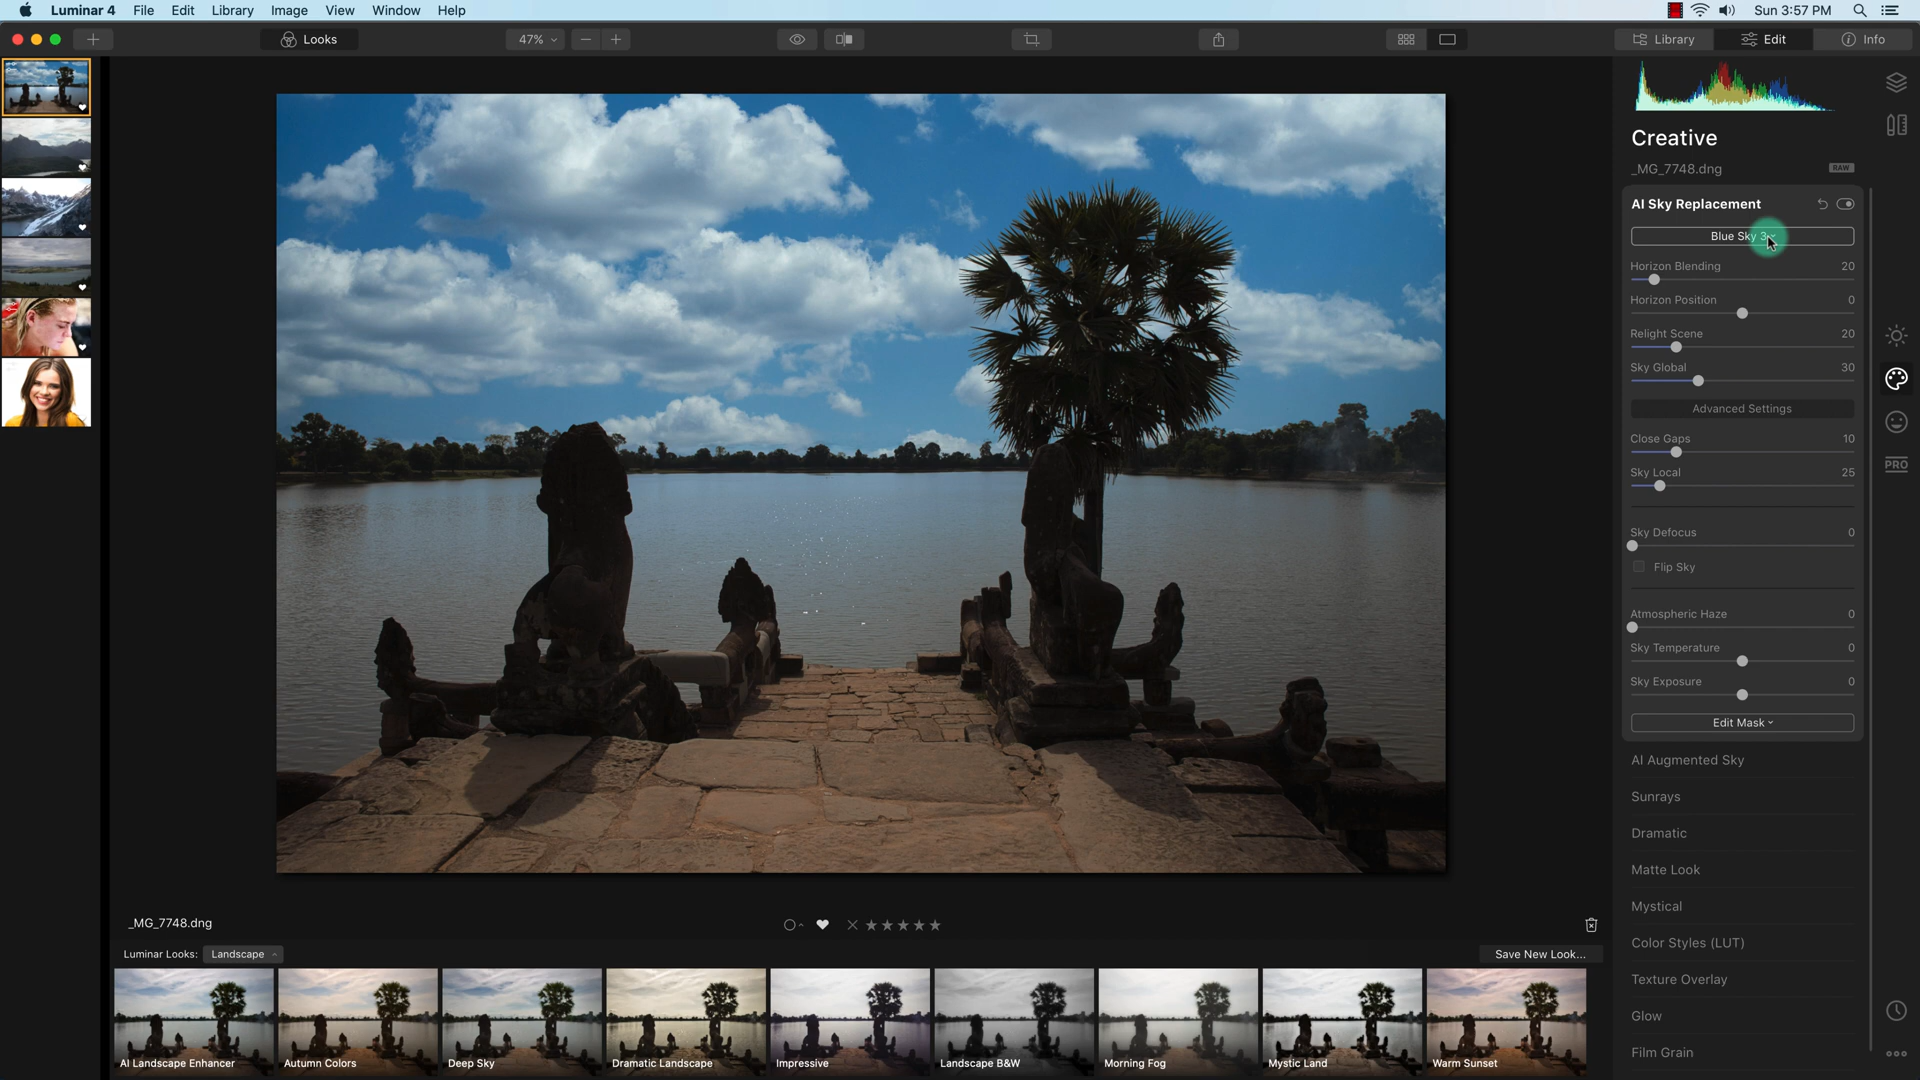 Luminar 4 File Edit Library Image View Window Help Sun 3:57 PM
Looks 47% Library Edit Info
Creative
_MG_7748.dng RAW
AI Sky Replacement
Blue Sky 3
Horizon Blending 20
Horizon Position 0
Relight Scene 20
Sky Global 30
Advanced Settings
Close Gaps 10
Sky Local 25
Sky Defocus 0
Flip Sky
Atmospheric Haze 0
Sky Temperature 0
Sky Exposure 0
Edit Mask
AI Augmented Sky
Sunrays
Dramatic
Matte Look
Mystical
Color Styles (LUT)
Texture Overlay
Glow
Film Grain
PRO
_MG_7748.dng
Luminar Looks: Landscape Save New Look...
AI Landscape Enhancer Autumn Colors Deep Sky Dramatic Landscape Impressive Landscape B&W Morning Fog Mystic Land Warm Sunset